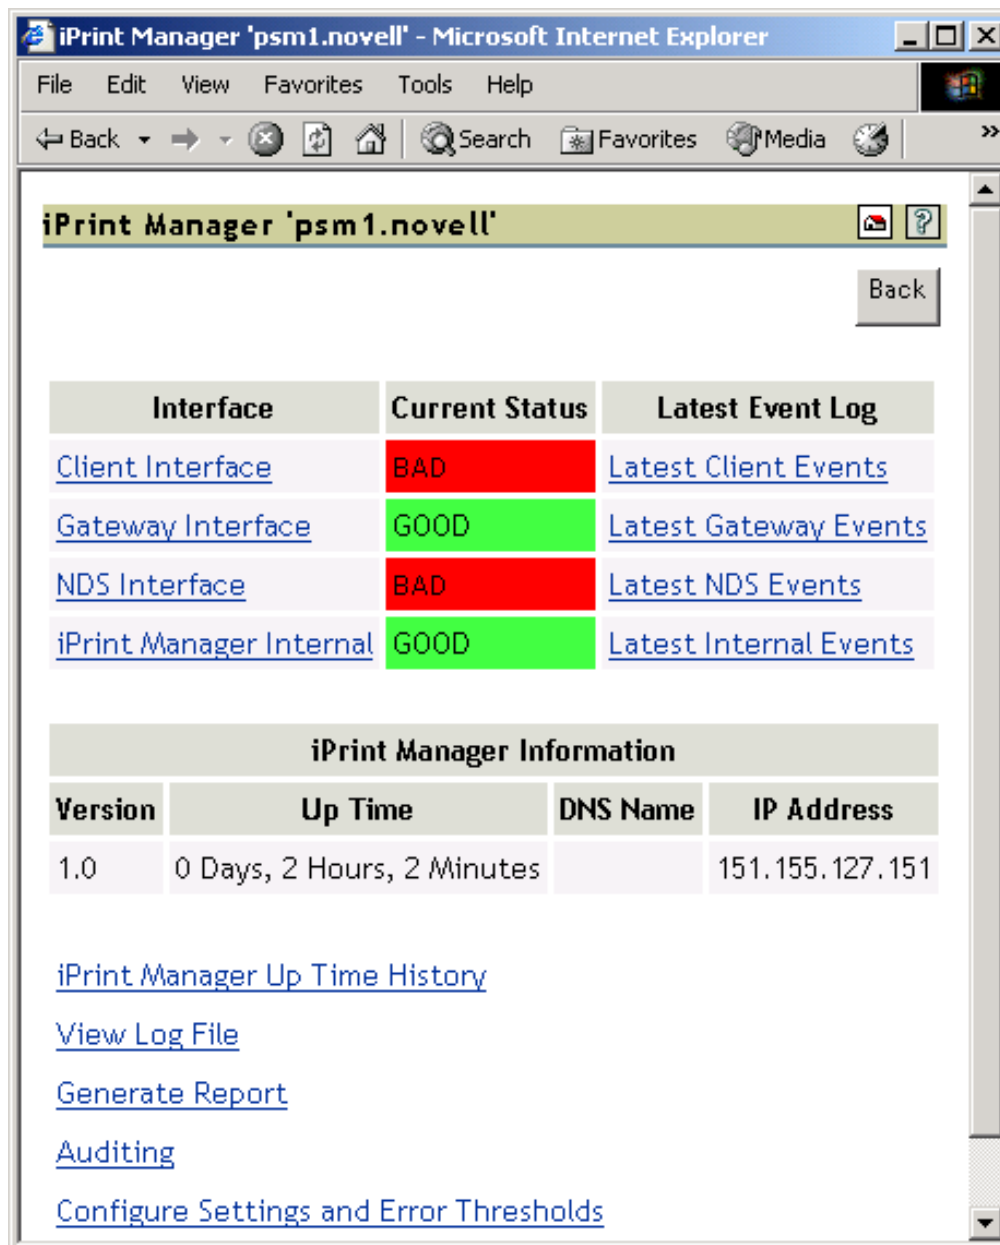 iPrint Manager 'psm1.novell' - Microsoft Internet Explorer
File Edit View Favorites Tools Help
Back Search Favorites Media »
iPrint Manager 'psm1.novell' ?
Back
Interface Current Status Latest Event Log
Client Interface BAD Latest Client Events
Gateway Interface GOOD Latest Gateway Events
NDS Interface BAD Latest NDS Events
iPrint Manager Internal GOOD Latest Internal Events
iPrint Manager Information
Version Up Time DNS Name IP Address
1.0 0 Days, 2 Hours, 2 Minutes 151.155.127.151
iPrint Manager Up Time History
View Log File
Generate Report
Auditing
Configure Settings and Error Thresholds